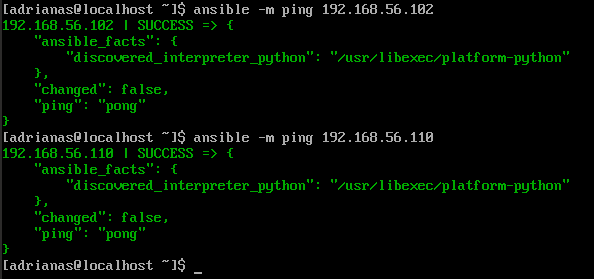 [adrianas@localhost ~]$ ansible -m ping 192.168.56.102
192.168.56.102 | SUCCESS => {
    "ansible_facts": {
        "discovered_interpreter_python": "/usr/libexec/platform-python"
    },
    "changed": false,
    "ping": "pong"
}
[adrianas@localhost ~]$ ansible -m ping 192.168.56.110
192.168.56.110 | SUCCESS => {
    "ansible_facts": {
        "discovered_interpreter_python": "/usr/libexec/platform-python"
    },
    "changed": false,
    "ping": "pong"
}
[adrianas@localhost ~]$ _